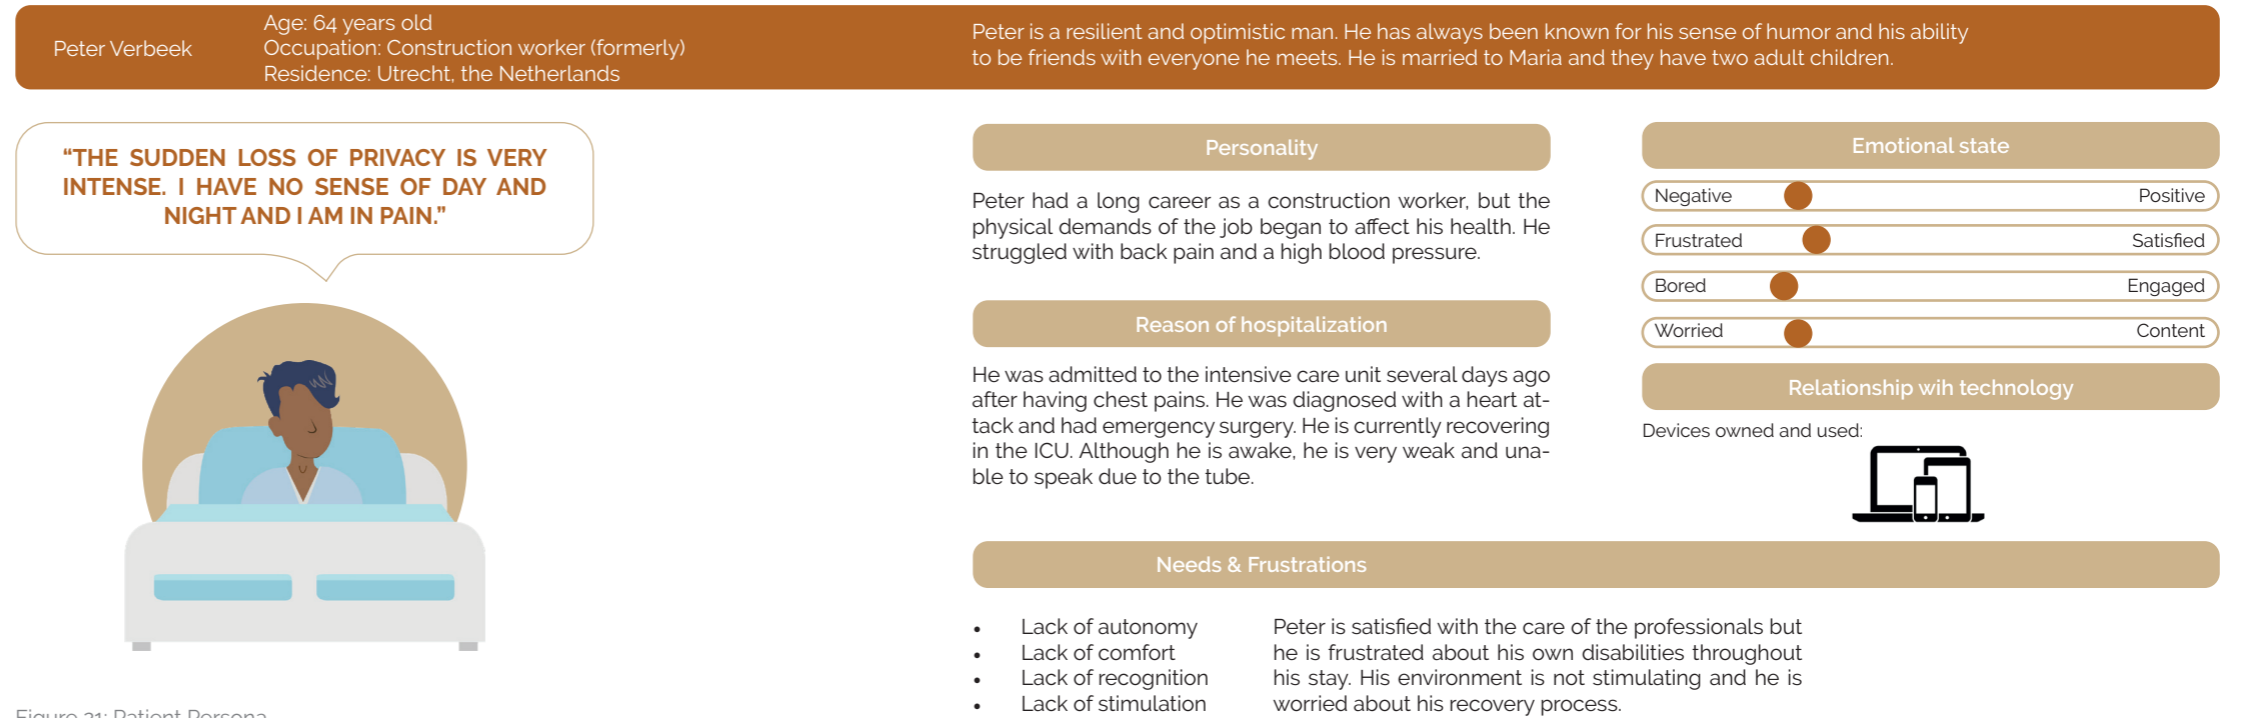 Peter Verbeek
Age: 64 years old
Occupation: Construction worker (formerly)
Residence: Utrecht, the Netherlands
Peter is a resilient and optimistic man. He has always been known for his sense of humor and his ability
to be friends with everyone he meets. He is married to Maria and they have two adult children.
“THE SUDDEN LOSS OF PRIVACY IS VERY
INTENSE. I HAVE NO SENSE OF DAY AND
NIGHT AND I AM IN PAIN.”
Personality
Peter had a long career as a construction worker, but the
physical demands of the job began to affect his health. He
struggled with back pain and a high blood pressure.
Reason of hospitalization
He was admitted to the intensive care unit several days ago
after having chest pains. He was diagnosed with a heart at-
tack and had emergency surgery. He is currently recovering
in the ICU. Although he is awake, he is very weak and una-
ble to speak due to the tube.
Emotional state
Negative Positive
Frustrated Satisfied
Bored Engaged
Worried Content
Relationship wih technology
Devices owned and used:
Needs & Frustrations
• Lack of autonomy
• Lack of comfort
• Lack of recognition
• Lack of stimulation
Peter is satisfied with the care of the professionals but
he is frustrated about his own disabilities throughout
his stay. His environment is not stimulating and he is
worried about his recovery process.
Figure 21: Patient Persona